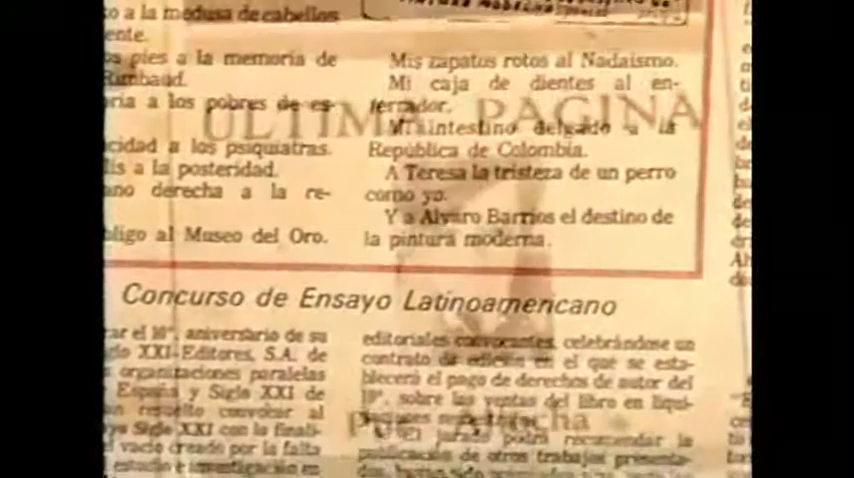 o a la medusa de cabellos
ente.
os pies a la memoria de
Rimbaud.
ria a los pobres de es-
cidad a los psiquiatras.
lis a la posteridad.
ano derecha a la re-
bligo al Museo del Oro.
Mis zapatos rotos al Nadaísmo.
Mi caja de dientes al en-
terrador.
Mi intestino delgado a la
República de Colombia.
A Teresa la tristeza de un perro
como yo.
Y a Alvaro Barrios el destino de
la pintura moderna.
ULTIMA PAGINA
Concurso de Ensayo Latinoamericano
ar el 10°. aniversario de su
glo XXI-Editores, S.A. de
organizaciones paralelas
España y Siglo XXI de
an resuelto convocar al
yo Siglo XXI con la finali-
vacío creado por la falta
estudio e investigación en
editoriales convocantes, celebrándose un
contrato de edición en el que se esta-
blecerá el pago de derechos de autor del
10°. sobre las ventas del libro en liqui-
El jurado podrá recomendar la
publicación de otros trabajos presenta-